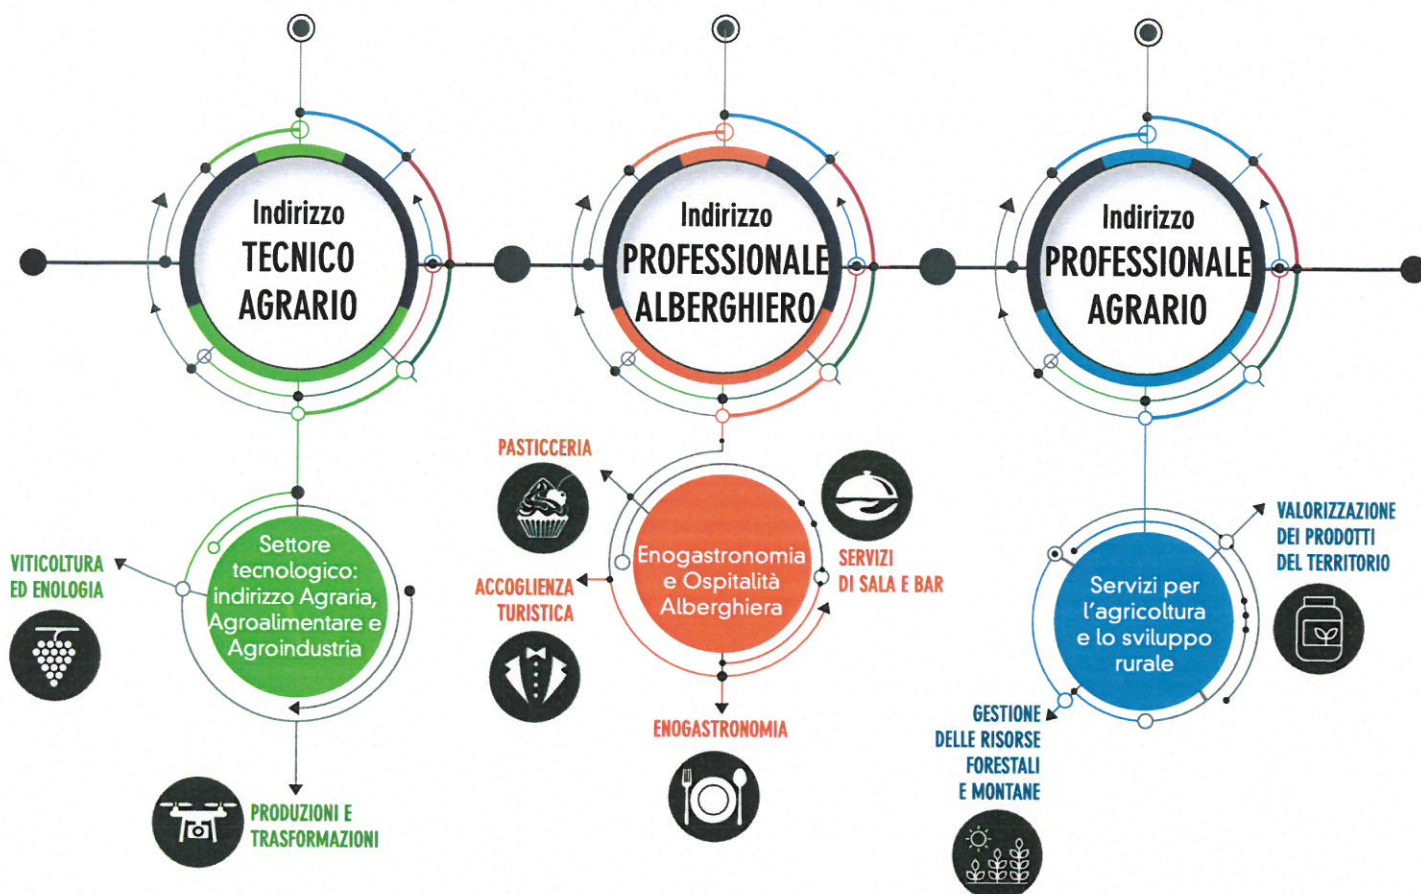 Indirizzo
TECNICO
AGRARIO
Indirizzo
PROFESSIONALE
ALBERGHIERO
Indirizzo
PROFESSIONALE
AGRARIO
VITICOLTURA
ED ENOLOGIA
Settore
tecnologico:
indirizzo Agraria,
Agroalimentare e
Agroindustria
PRODUZIONI E
TRASFORMAZIONI
PASTICCERIA
ACCOGLIENZA
TURISTICA
Enogastronomia
e Ospitalità
Alberghiera
SERVIZI
DI SALA E BAR
ENOGASTRONOMIA
VALORIZZAZIONE
DEI PRODOTTI
DEL TERRITORIO
Servizi per
l'agricoltura
e lo sviluppo
rurale
GESTIONE
DELLE RISORSE
FORESTALI
E MONTANE